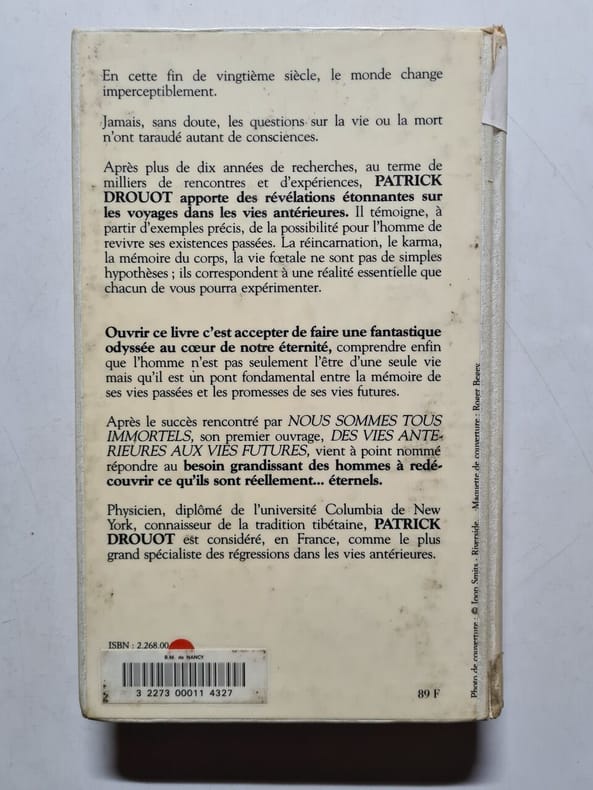 En cette fin de vingtième siècle, le monde change
imperceptiblement.
Jamais, sans doute, les questions sur la vie ou la mort
n'ont taraudé autant de consciences.
Après plus de dix années de recherches, au terme de
milliers de rencontres et d'expériences, PATRICK
DROUOT apporte des révélations étonnantes sur
les voyages dans les vies antérieures. Il témoigne, à
partir d'exemples précis, de la possibilité pour l'homme de
revivre ses existences passées. La réincarnation, le karma,
la mémoire du corps, la vie fœtale ne sont pas de simples
hypothèses ; ils correspondent à une réalité essentielle que
chacun de vous pourra expérimenter.
Ouvrir ce livre c'est accepter de faire une fantastique
odyssée au cœur de notre éternité, comprendre enfin
que l'homme n'est pas seulement l'être d'une seule vie
mais qu'il est un pont fondamental entre la mémoire de
ses vies passées et les promesses de ses vies futures.
Après le succès rencontré par NOUS SOMMES TOUS
IMMORTELS, son premier ouvrage, DES VIES ANTE-
RIEURES AUX VIES FUTURES, vient à point nommé
répondre au besoin grandissant des hommes à redé-
couvrir ce qu'ils sont réellement... éternels.
Physicien, diplômé de l'université Columbia de New
York, connaisseur de la tradition tibétaine, PATRICK
DROUOT est considéré, en France, comme le plus
grand spécialiste des régressions dans les vies antérieures.
ISBN : 2.268.00
B.M. de NANCY
3 2273 00011 4327
89 F
Photo de couverture : © Joop Smits - Riverside. Maquette de couverture : Roger